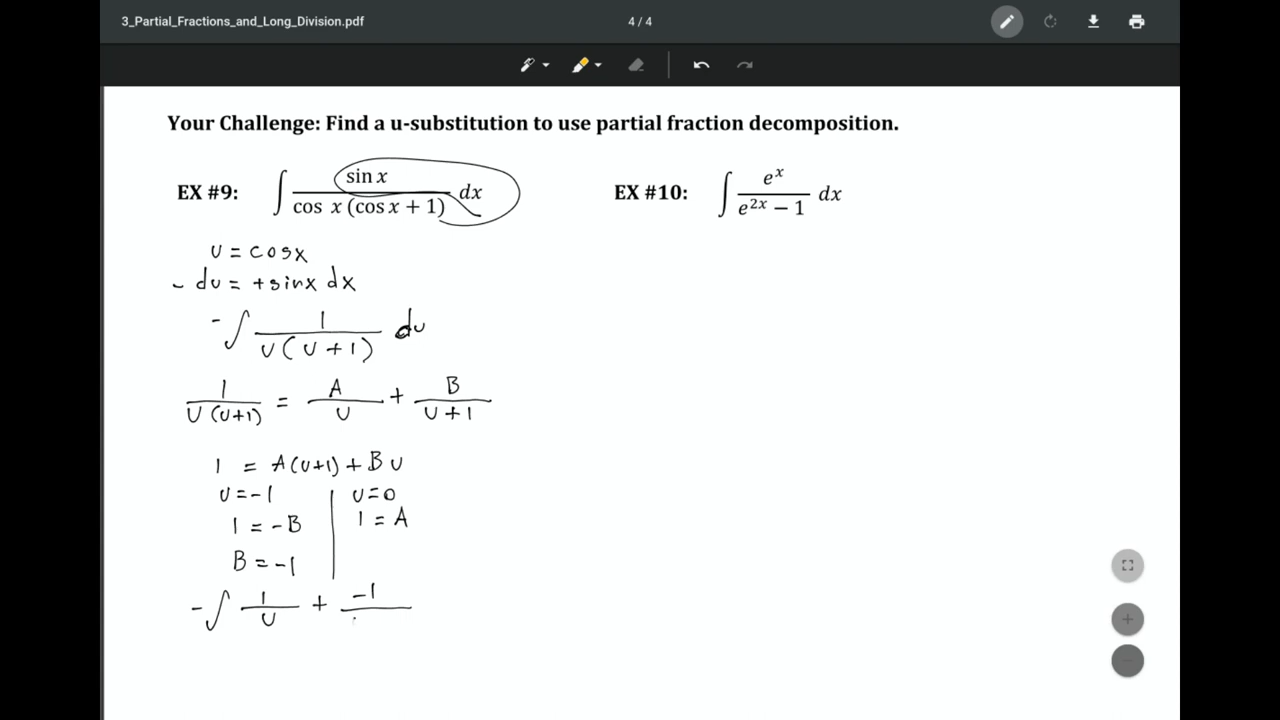 3_Partial_Fractions_and_Long_Division.pdf 4 / 4
Your Challenge: Find a u-substitution to use partial fraction decomposition.
EX #9: ∫ sin x / cos x (cos x + 1) dx
EX #10: ∫ e^x / e^{2x} − 1 dx
u = cosx
- du = +sinx dx
-∫ 1 / u(u+1) du
1 / u(u+1) = A / u + B / u+1
1 = A(u+1) + Bu
u=-1 | u=0
1 = -B | 1 = A
B = -1
-∫ 1 / u + -1